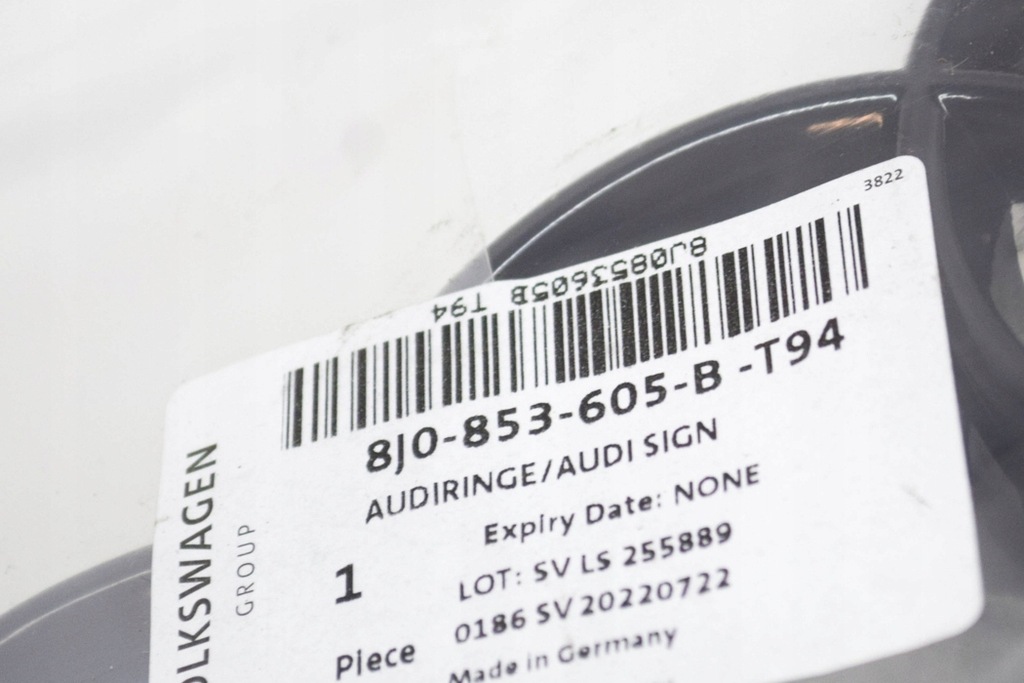 3822
8J0853605B T94
8J0-853-605-B -T94
AUDIRINGE/AUDI SIGN
Expiry Date: NONE
1
LOT: SV LS 255889
0186 SV 20220722
Piece
Made in Germany
OLKSWAGEN
GROUP